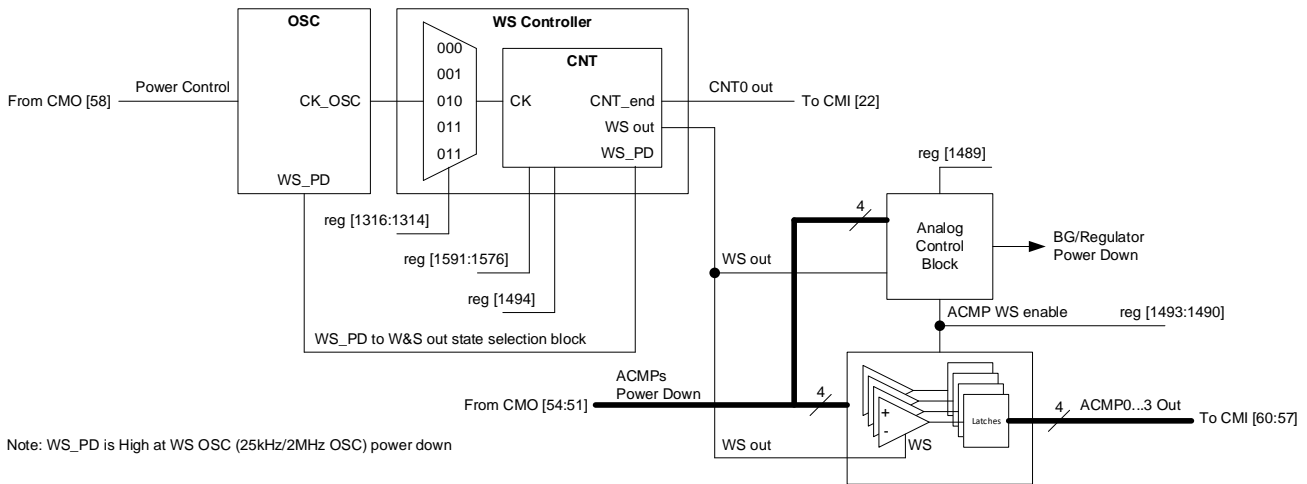 OSC
WS Controller
000
001
010
011
011
CNT
From CMO [58]
Power Control
CK_OSC
CK
CNT_end
WS out
WS_PD
CNT0 out
To CMI [22]
WS_PD
reg [1316:1314]
reg [1591:1576]
reg [1494]
WS_PD to W&S out state selection block
reg [1489]
4
Analog
Control
Block
BG/Regulator
Power Down
WS out
ACMP WS enable
reg [1493:1490]
ACMPs
Power Down
From CMO [54:51]
4
+
-
Latches
4
ACMP0...3 Out
To CMI [60:57]
WS out
WS
Note: WS_PD is High at WS OSC (25kHz/2MHz OSC) power down